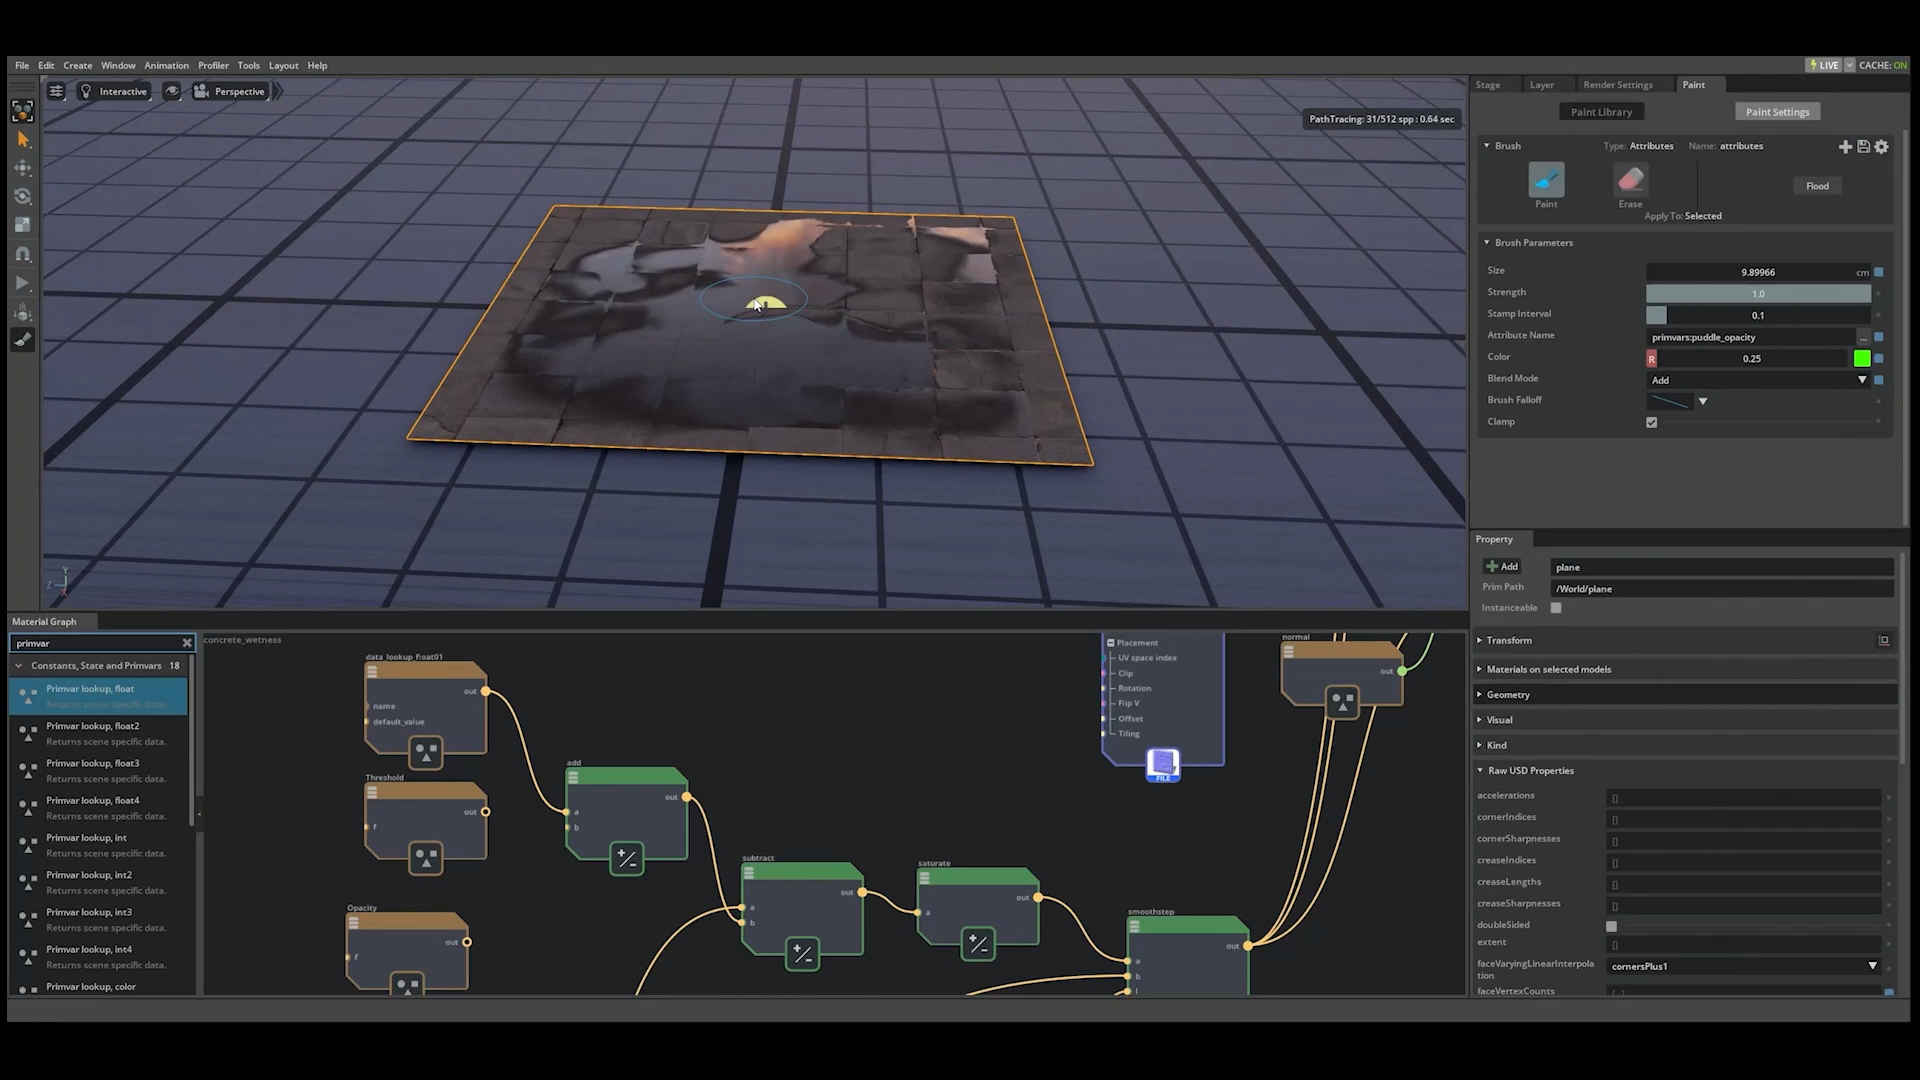 File Edit Create Window Animation Profiler Tools Layout Help
LIVE CACHE: ON
Interactive Perspective
PathTracing: 31/512 spp : 0.64 sec
Stage Layer Render Settings Paint
Paint Library Paint Settings
Brush Type: Attributes Name: attributes
Paint Erase Flood
Apply To: Selected
Brush Parameters
Size 9.89966 cm
Strength 1.0
Stamp Interval 0.1
Attribute Name primvars:puddle_opacity ...
Color R 0.25
Blend Mode Add
Brush Falloff
Clamp
Y
Z
X
Property
Add plane
Prim Path /World/plane
Instanceable
Transform
Materials on selected models
Geometry
Visual
Kind
Raw USD Properties
accelerations []
cornerIndices []
cornerSharpnesses []
creaseIndices []
creaseLengths []
creaseSharpnesses []
doubleSided
extent []
faceVaryingLinearInterpola
tion
cornersPlus1
faceVertexCounts
Material Graph
primvar
Constants, State and Primvars 18
Primvar lookup, float
Returns scene specific data.
Primvar lookup, float2
Returns scene specific data.
Primvar lookup, float3
Returns scene specific data.
Primvar lookup, float4
Returns scene specific data.
Primvar lookup, int
Returns scene specific data.
Primvar lookup, int2
Returns scene specific data.
Primvar lookup, int3
Returns scene specific data.
Primvar lookup, int4
Returns scene specific data.
Primvar lookup, color
concrete_wetness
data_lookup_float01
out
name
default_value
Threshold
out
f
Opacity
out
f
add
out
a
b
subtract
out
a
b
saturate
out
a
smoothstep
out
a
b
l
Placement
UV space index
Clip
Rotation
Flip V
Offset
Tiling
FILE
normal
out